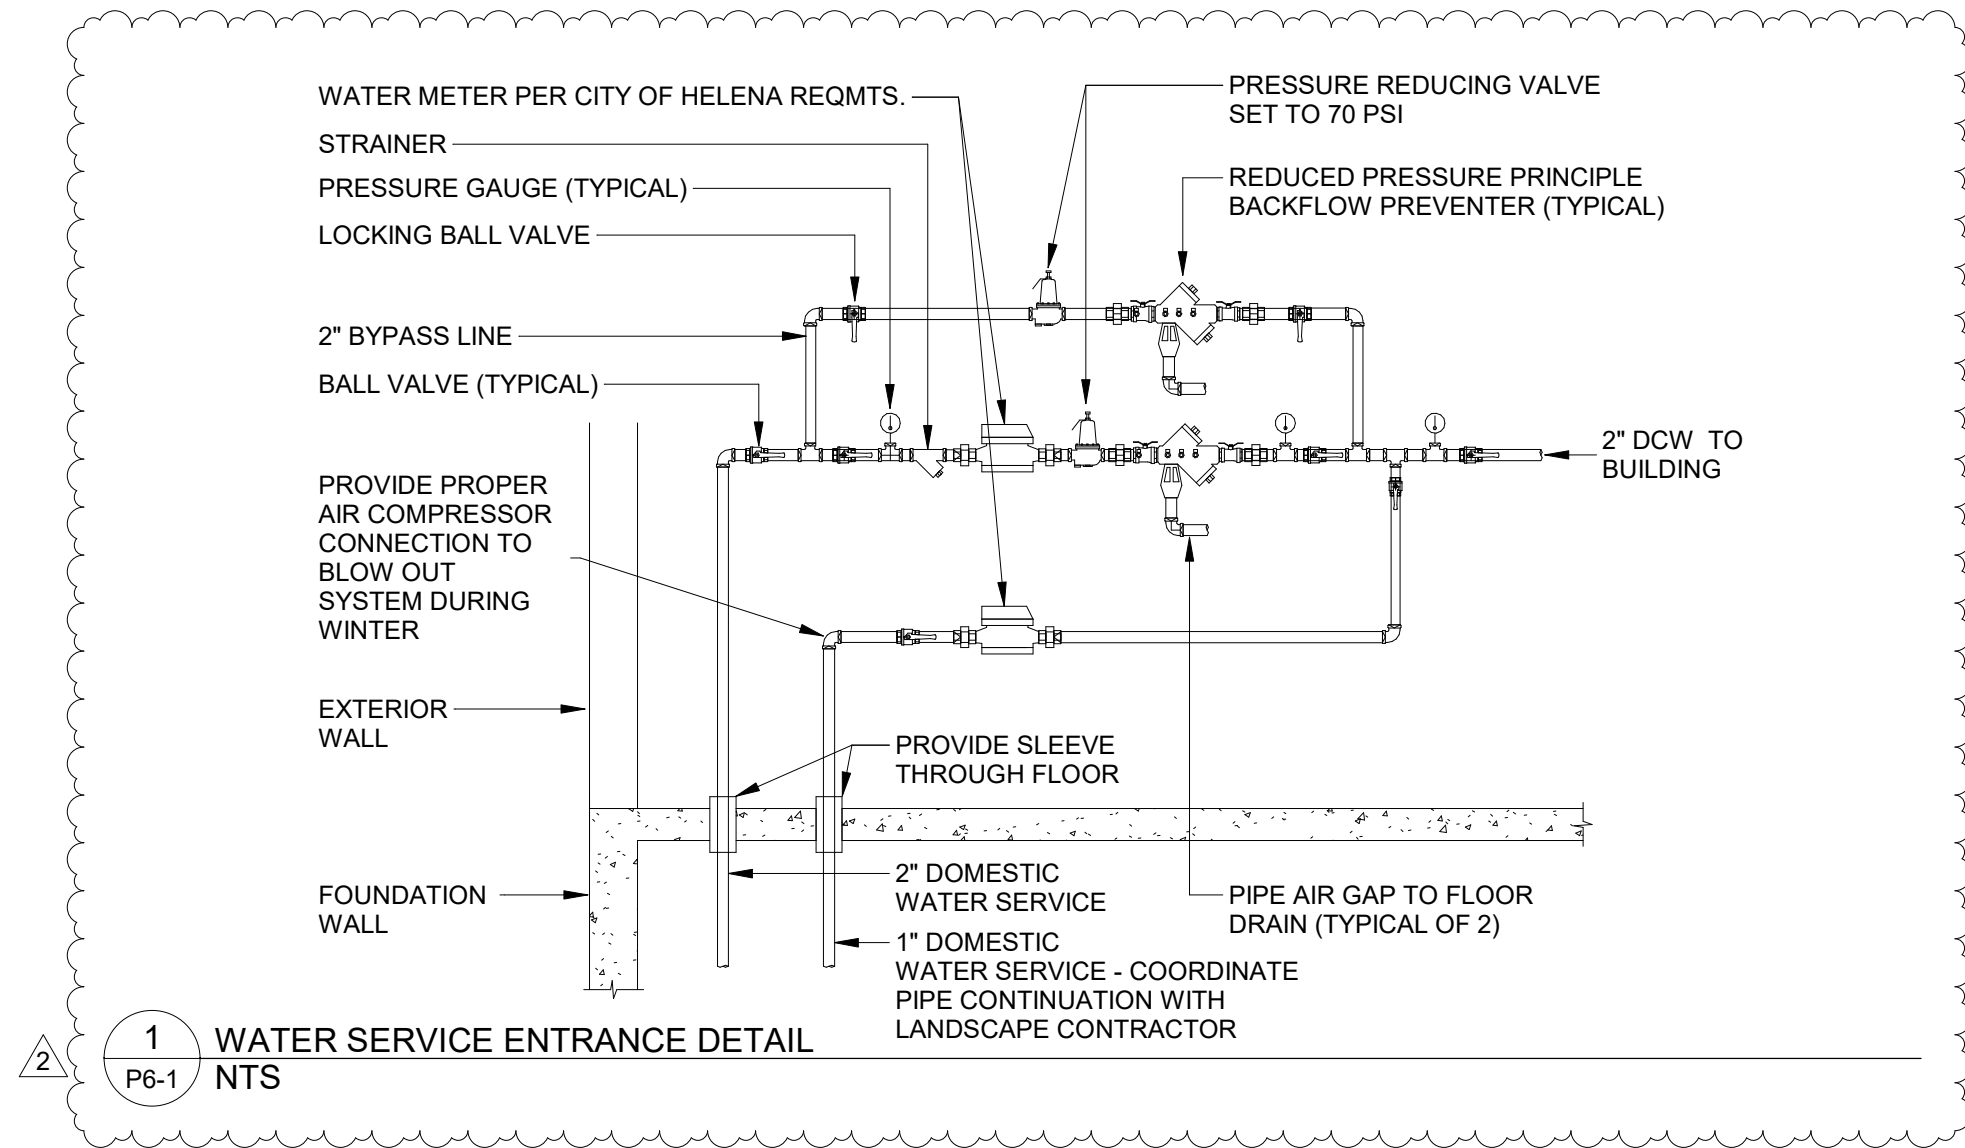 WATER METER PER CITY OF HELENA REQMTS.
STRAINER
PRESSURE GAUGE (TYPICAL)
LOCKING BALL VALVE
2" BYPASS LINE
BALL VALVE (TYPICAL)
PROVIDE PROPER
AIR COMPRESSOR
CONNECTION TO
BLOW OUT
SYSTEM DURING
WINTER
EXTERIOR
WALL
FOUNDATION
WALL
PRESSURE REDUCING VALVE
SET TO 70 PSI
REDUCED PRESSURE PRINCIPLE
BACKFLOW PREVENTER (TYPICAL)
2" DCW TO
BUILDING
PROVIDE SLEEVE
THROUGH FLOOR
2" DOMESTIC
WATER SERVICE
1" DOMESTIC
WATER SERVICE - COORDINATE
PIPE CONTINUATION WITH
LANDSCAPE CONTRACTOR
PIPE AIR GAP TO FLOOR
DRAIN (TYPICAL OF 2)
2
1
P6-1
WATER SERVICE ENTRANCE DETAIL
NTS